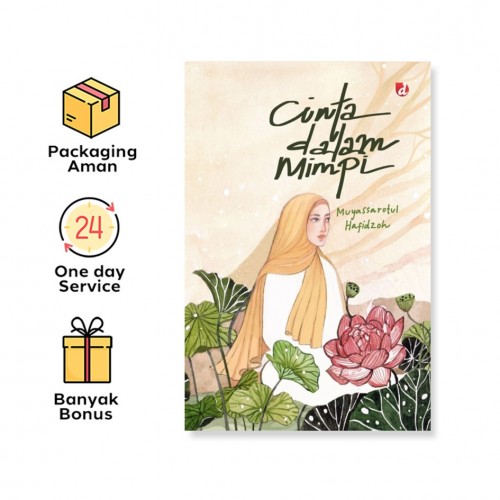 Packaging
Aman
24
One day
Service
Banyak
Bonus
d
Cinta
dalam
Mimpi
Muyassarotul
Hafidzoh